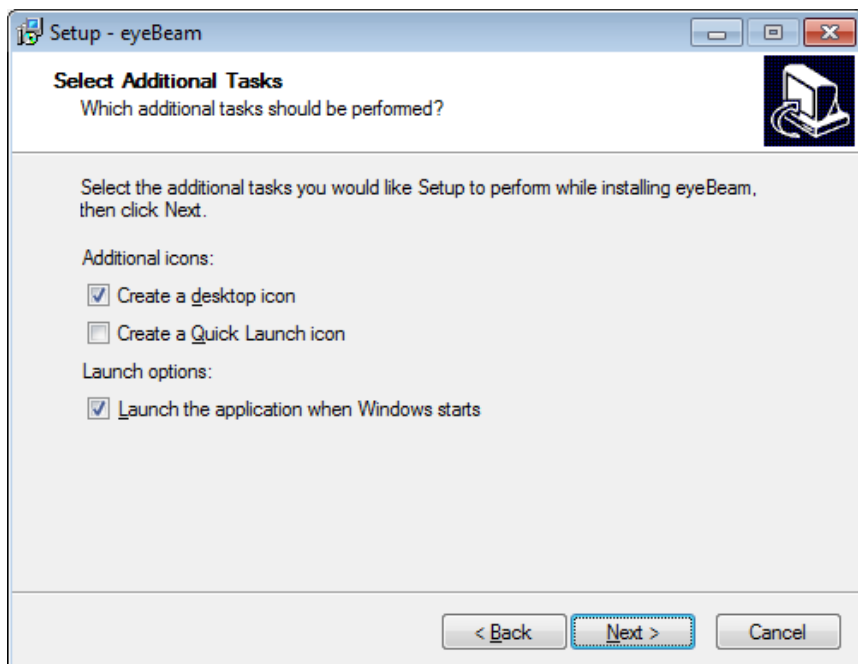 Setup - eyeBeam
Select Additional Tasks
Which additional tasks should be performed?
Select the additional tasks you would like Setup to perform while installing eyeBeam,
then click Next.
Additional icons:
Create a desktop icon
Create a Quick Launch icon
Launch options:
Launch the application when Windows starts
< Back Next > Cancel